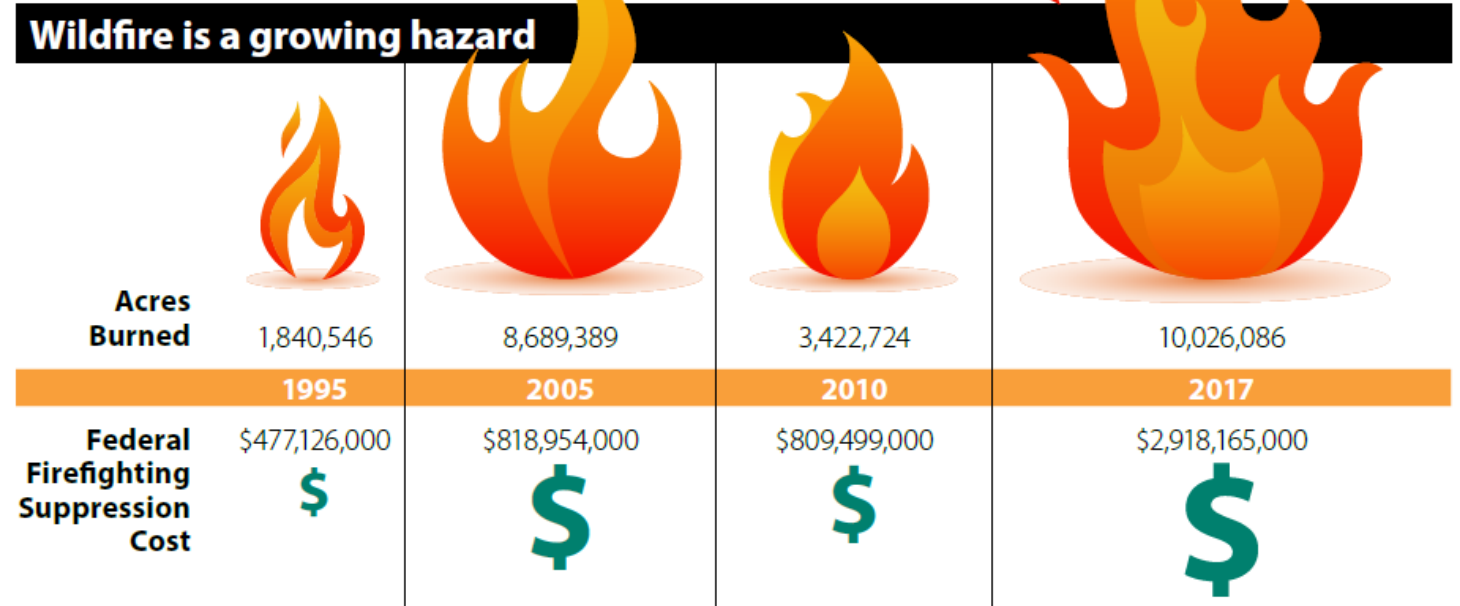 Wildfire is a growing hazard
Acres
Burned
1,840,546
8,689,389
3,422,724
10,026,086
1995
2005
2010
2017
Federal
Firefighting
Suppression
Cost
$477,126,000
$818,954,000
$809,499,000
$2,918,165,000
$
$
$
$